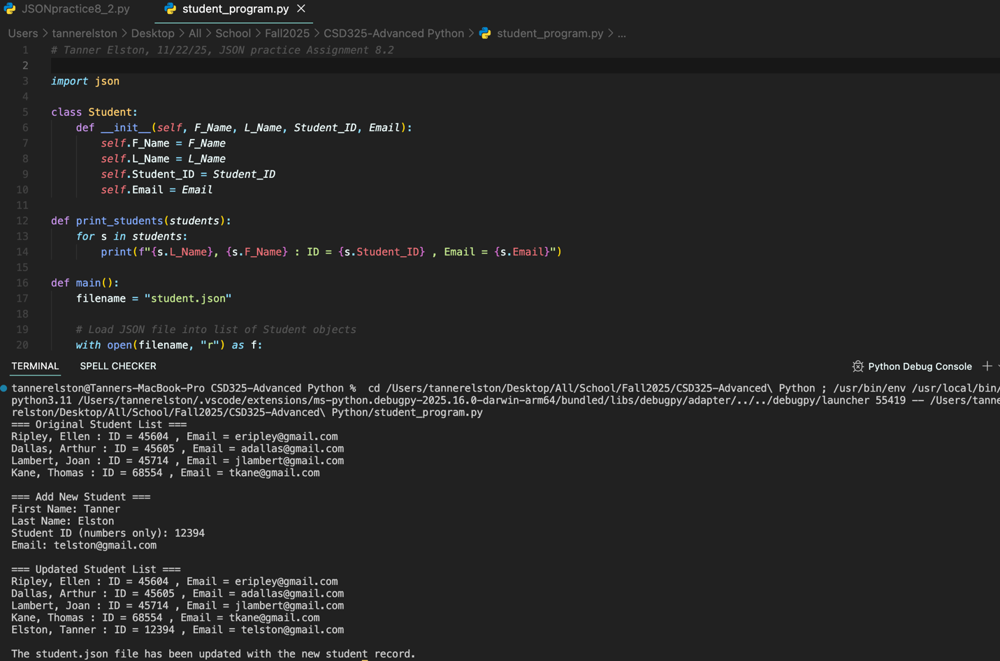 JSONpractice8_2.py
student_program.py ×
Users > tannerelston > Desktop > All > School > Fall2025 > CSD325-Advanced Python > student_program.py > ...
1 # Tanner Elston, 11/22/25, JSON practice Assignment 8.2
2
3 import json
4
5 class Student:
6 def __init__(self, F_Name, L_Name, Student_ID, Email):
7 self.F_Name = F_Name
8 self.L_Name = L_Name
9 self.Student_ID = Student_ID
10 self.Email = Email
11
12 def print_students(students):
13 for s in students:
14 print(f"{s.L_Name}, {s.F_Name} : ID = {s.Student_ID} , Email = {s.Email}")
15
16 def main():
17 filename = "student.json"
18
19 # Load JSON file into list of Student objects
20 with open(filename, "r") as f:
TERMINAL SPELL CHECKER Python Debug Console +
tannerelston@Tanners-MacBook-Pro CSD325-Advanced Python % cd /Users/tannerelston/Desktop/All/School/Fall2025/CSD325-Advanced\ Python ; /usr/bin/env /usr/local/bin/
python3.11 /Users/tannerelston/.vscode/extensions/ms-python.debugpy-2025.16.0-darwin-arm64/bundled/libs/debugpy/adapter/../../debugpy/launcher 55419 -- /Users/tanne
relston/Desktop/All/School/Fall2025/CSD325-Advanced\ Python/student_program.py
=== Original Student List ===
Ripley, Ellen : ID = 45604 , Email = eripley@gmail.com
Dallas, Arthur : ID = 45605 , Email = adallas@gmail.com
Lambert, Joan : ID = 45714 , Email = jlambert@gmail.com
Kane, Thomas : ID = 68554 , Email = tkane@gmail.com
=== Add New Student ===
First Name: Tanner
Last Name: Elston
Student ID (numbers only): 12394
Email: telston@gmail.com
=== Updated Student List ===
Ripley, Ellen : ID = 45604 , Email = eripley@gmail.com
Dallas, Arthur : ID = 45605 , Email = adallas@gmail.com
Lambert, Joan : ID = 45714 , Email = jlambert@gmail.com
Kane, Thomas : ID = 68554 , Email = tkane@gmail.com
Elston, Tanner : ID = 12394 , Email = telston@gmail.com
The student.json file has been updated with the new student record.